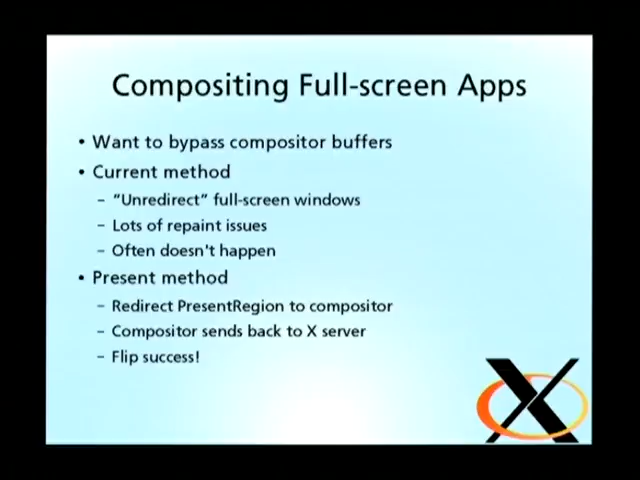 Compositing Full-screen Apps
• Want to bypass compositor buffers
• Current method
– “Unredirect” full-screen windows
– Lots of repaint issues
– Often doesn't happen
• Present method
– Redirect PresentRegion to compositor
– Compositor sends back to X server
– Flip success!
X